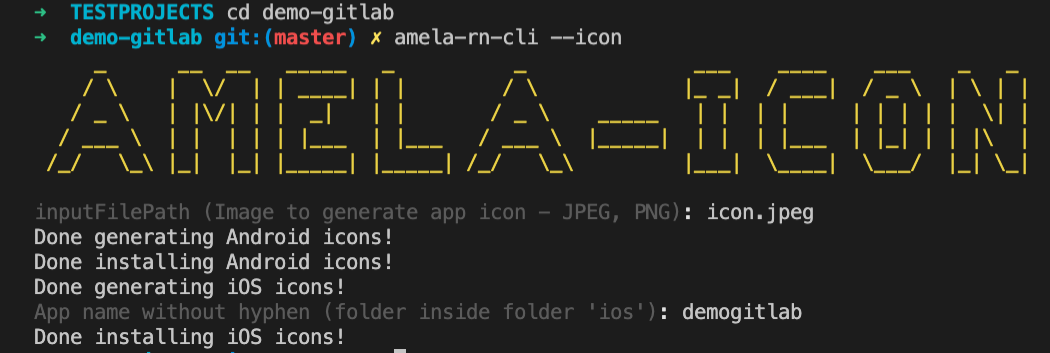 → TESTPROJECTS cd demo-gitlab
→ demo-gitlab git:(master) ✗ amela-rn-cli --icon
AMELA-ICON
inputFilePath (Image to generate app icon - JPEG, PNG): icon.jpeg
Done generating Android icons!
Done installing Android icons!
Done generating iOS icons!
App name without hyphen (folder inside folder 'ios'): demogitlab
Done installing iOS icons!